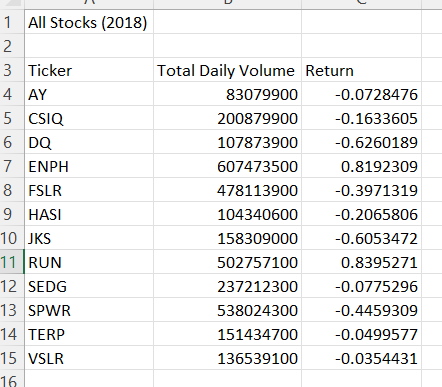 1 All Stocks (2018)
2
3 Ticker Total Daily Volume Return
4 AY 83079900 -0.0728476
5 CSIQ 200879900 -0.1633605
6 DQ 107873900 -0.6260189
7 ENPH 607473500 0.8192309
8 FSLR 478113900 -0.3971319
9 HASI 104340600 -0.2065806
10 JKS 158309000 -0.6053472
11 RUN 502757100 0.8395271
12 SEDG 237212300 -0.0775296
13 SPWR 538024300 -0.4459309
14 TERP 151434700 -0.0499577
15 VSLR 136539100 -0.0354431
16